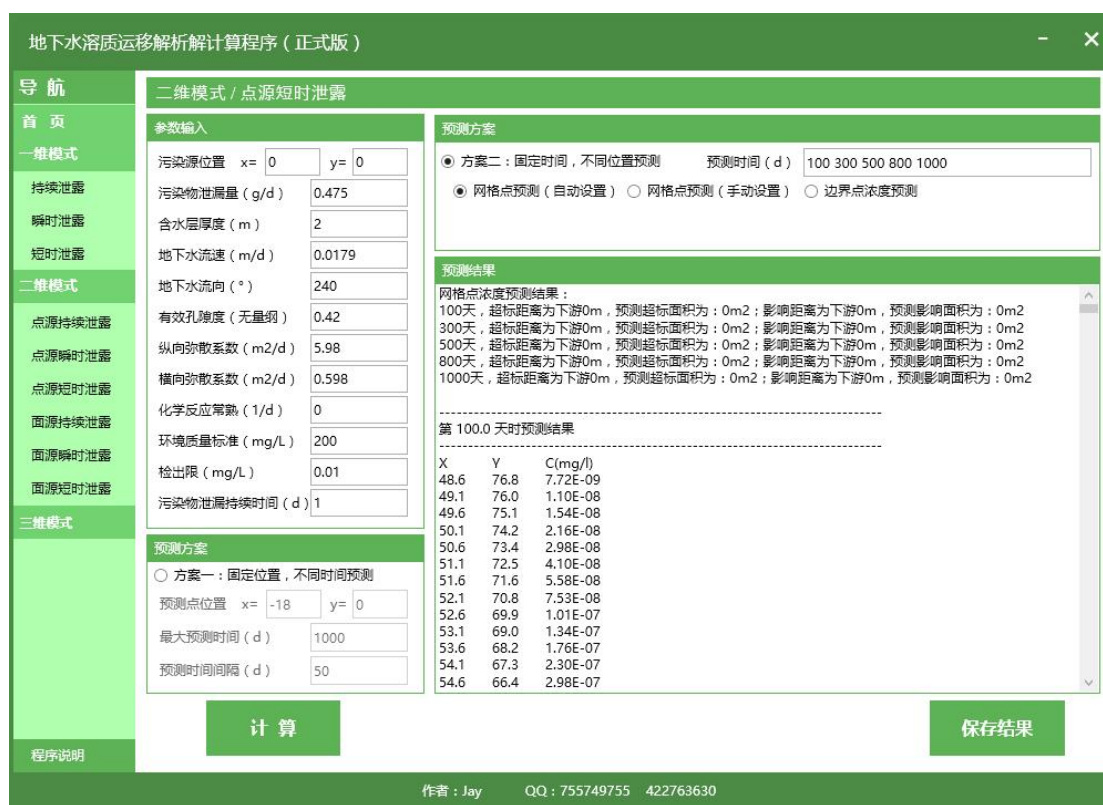 地下水溶质运移解析解计算程序（正式版）
导 航
首 页
一维模式
持续泄露
瞬时泄露
短时泄露
二维模式
点源持续泄露
点源瞬时泄露
点源短时泄露
面源持续泄露
面源瞬时泄露
面源短时泄露
三维模式
程序说明
二维模式 / 点源短时泄露
参数输入
污染源位置 x= 0 y= 0
污染物泄漏量（g/d） 0.475
含水层厚度（m） 2
地下水流速（m/d） 0.0179
地下水流向（°） 240
有效孔隙度（无量纲） 0.42
纵向弥散系数（m2/d） 5.98
横向弥散系数（m2/d） 0.598
化学反应常熟（1/d） 0
环境质量标准（mg/L） 200
检出限（mg/L） 0.01
污染物泄漏持续时间（d） 1
预测方案
方案一：固定位置，不同时间预测
预测点位置 x= -18 y= 0
最大预测时间（d） 1000
预测时间间隔（d） 50
计 算
预测方案
方案二：固定时间，不同位置预测 预测时间（d） 100 300 500 800 1000
网格点预测（自动设置） 网格点预测（手动设置） 边界点浓度预测
预测结果
网格点浓度预测结果：
100天，超标距离为下游0m，预测超标面积为：0m2；影响距离为下游0m，预测影响面积为：0m2
300天，超标距离为下游0m，预测超标面积为：0m2；影响距离为下游0m，预测影响面积为：0m2
500天，超标距离为下游0m，预测超标面积为：0m2；影响距离为下游0m，预测影响面积为：0m2
800天，超标距离为下游0m，预测超标面积为：0m2；影响距离为下游0m，预测影响面积为：0m2
1000天，超标距离为下游0m，预测超标面积为：0m2；影响距离为下游0m，预测影响面积为：0m2
第 100.0 天时预测结果
X Y C(mg/l)
48.6 76.8 7.72E-09
49.1 76.0 1.10E-08
49.6 75.1 1.54E-08
50.1 74.2 2.16E-08
50.6 73.4 2.98E-08
51.1 72.5 4.10E-08
51.6 71.6 5.58E-08
52.1 70.8 7.53E-08
52.6 69.9 1.01E-07
53.1 69.0 1.34E-07
53.6 68.2 1.76E-07
54.1 67.3 2.30E-07
54.6 66.4 2.98E-07
保存结果
作者：Jay QQ：755749755 422763630